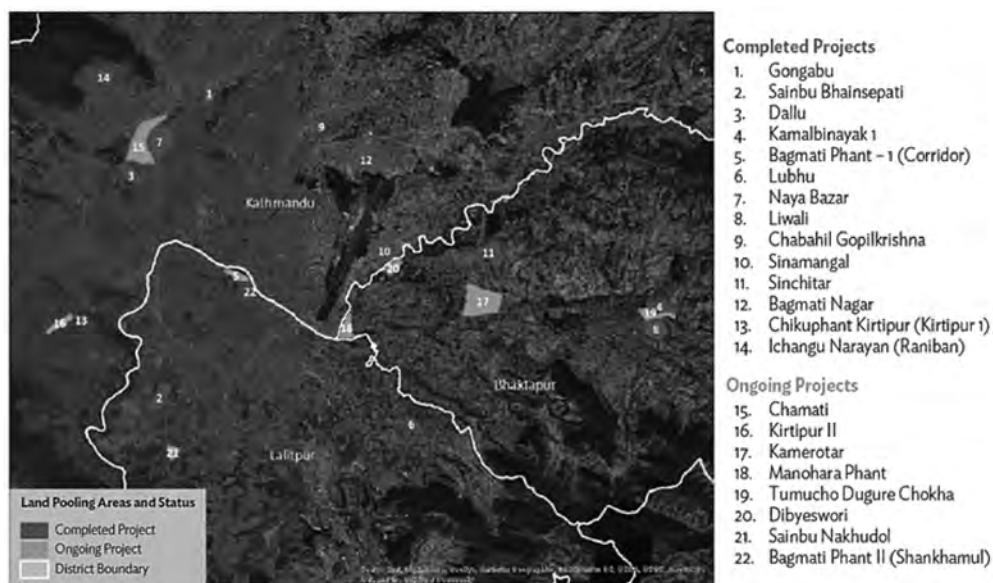 14
1
9
7
15
12
3
Kathmandu
10
11
20
5
22
17
4
19
8
16
13
18
2
Bhaktapur
6
Lalitpur
21
Land Pooling Areas and Status
Completed Project
Ongoing Project
District Boundary
Completed Projects
1. Gongabu
2. Sainbu Bhainsepati
3. Dallu
4. Kamalbinayak 1
5. Bagmati Phant – 1 (Corridor)
6. Lubhu
7. Naya Bazar
8. Liwali
9. Chabahil Gopilkrishna
10. Sinamangal
11. Sinchitar
12. Bagmati Nagar
13. Chikuphant Kirtipur (Kirtipur 1)
14. Ichangu Narayan (Raniban)
Ongoing Projects
15. Chamati
16. Kirtipur II
17. Kamerotar
18. Manohara Phant
19. Tumucho Dugure Chokha
20. Dibyeswori
21. Sainbu Nakhudol
22. Bagmati Phant II (Shankhamul)